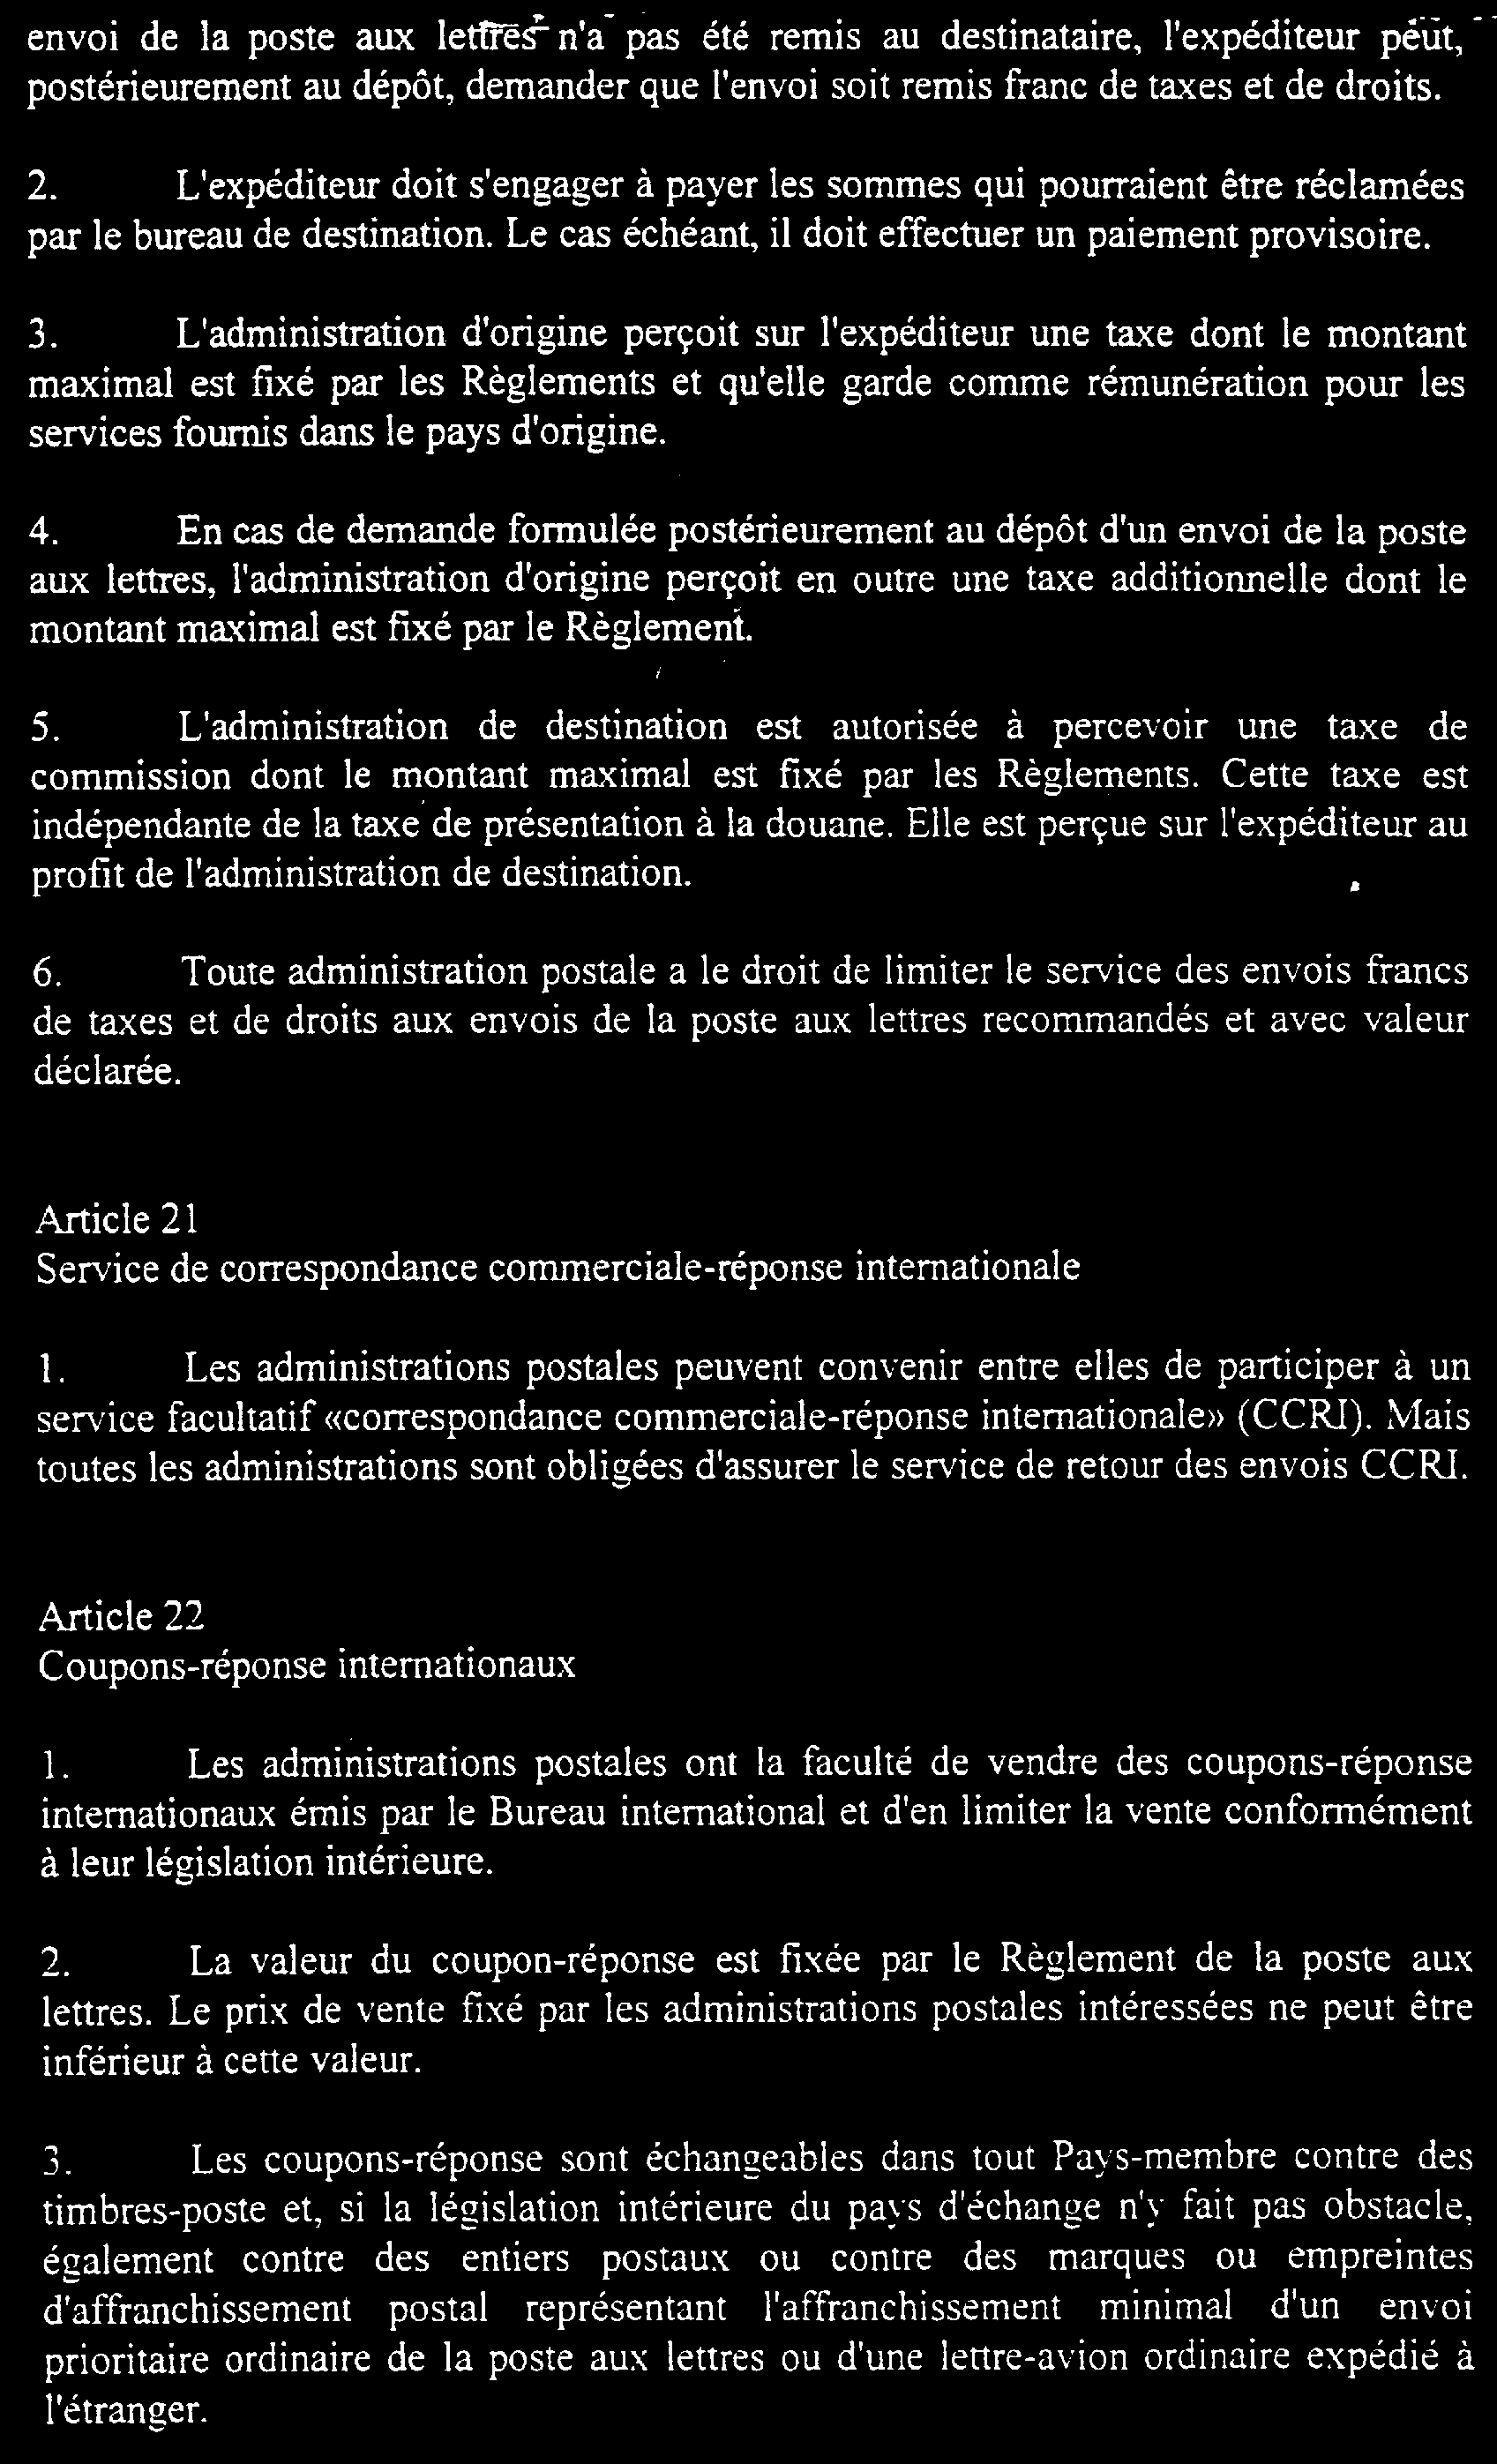 envoi de la poste aux lettres n'a pas été remis au destinataire, l'expéditeur peut,
postérieurement au dépôt, demander que l'envoi soit remis franc de taxes et de droits.
2. L'expéditeur doit s'engager à payer les sommes qui pourraient être réclamées
par le bureau de destination. Le cas échéant, il doit effectuer un paiement provisoire.
3. L'administration d'origine perçoit sur l'expéditeur une taxe dont le montant
maximal est fixé par les Règlements et qu'elle garde comme rémunération pour les
services fournis dans le pays d'origine.
4. En cas de demande formulée postérieurement au dépôt d'un envoi de la poste
aux lettres, l'administration d'origine perçoit en outre une taxe additionnelle dont le
montant maximal est fixé par le Règlement.
5. L'administration de destination est autorisée à percevoir une taxe de
commission dont le montant maximal est fixé par les Règlements. Cette taxe est
indépendante de la taxe de présentation à la douane. Elle est perçue sur l'expéditeur au
profit de l'administration de destination.
6. Toute administration postale a le droit de limiter le service des envois francs
de taxes et de droits aux envois de la poste aux lettres recommandés et avec valeur
déclarée.
Article 21
Service de correspondance commerciale-réponse internationale
1. Les administrations postales peuvent convenir entre elles de participer à un
service facultatif «correspondance commerciale-réponse internationale» (CCRI). Mais
toutes les administrations sont obligées d'assurer le service de retour des envois CCRI.
Article 22
Coupons-réponse internationaux
1. Les administrations postales ont la faculté de vendre des coupons-réponse
internationaux émis par le Bureau international et d'en limiter la vente conformément
à leur législation intérieure.
2. La valeur du coupon-réponse est fixée par le Règlement de la poste aux
lettres. Le prix de vente fixé par les administrations postales intéressées ne peut être
inférieur à cette valeur.
3. Les coupons-réponse sont échangeables dans tout Pays-membre contre des
timbres-poste et, si la législation intérieure du pays d'échange n'y fait pas obstacle,
également contre des entiers postaux ou contre des marques ou empreintes
d'affranchissement postal représentant l'affranchissement minimal d'un envoi
prioritaire ordinaire de la poste aux lettres ou d'une lettre-avion ordinaire expédié à
l'étranger.